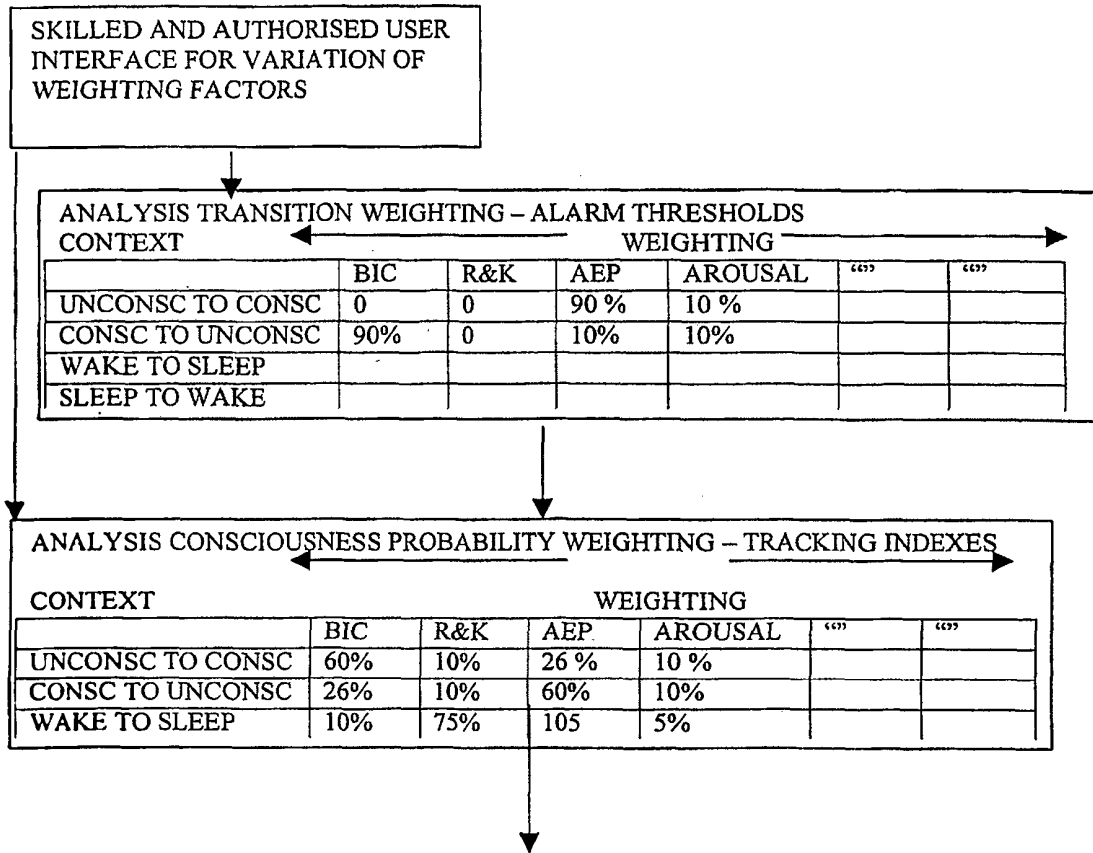 SKILLED AND AUTHORISED USER
INTERFACE FOR VARIATION OF
WEIGHTING FACTORS
ANALYSIS TRANSITION WEIGHTING – ALARM THRESHOLDS
CONTEXT WEIGHTING
BIC R&K AEP AROUSAL “” “”
UNCONSC TO CONSC 0 0 90 % 10 %
CONSC TO UNCONSC 90% 0 10% 10%
WAKE TO SLEEP
SLEEP TO WAKE
ANALYSIS CONSCIOUSNESS PROBABILITY WEIGHTING – TRACKING INDEXES
CONTEXT WEIGHTING
BIC R&K AEP AROUSAL “” “”
UNCONSC TO CONSC 60% 10% 26 % 10 %
CONSC TO UNCONSC 26% 10% 60% 10%
WAKE TO SLEEP 10% 75% 105 5%